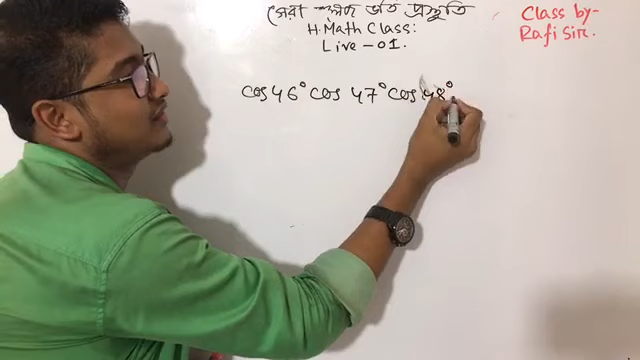 সেরা স্পেশাল ভর্তি প্রস্তুতি
H.Math Class:
Live - 01.
Class by-
Rafi Sir.
cos 46° cos 47° cos 48°